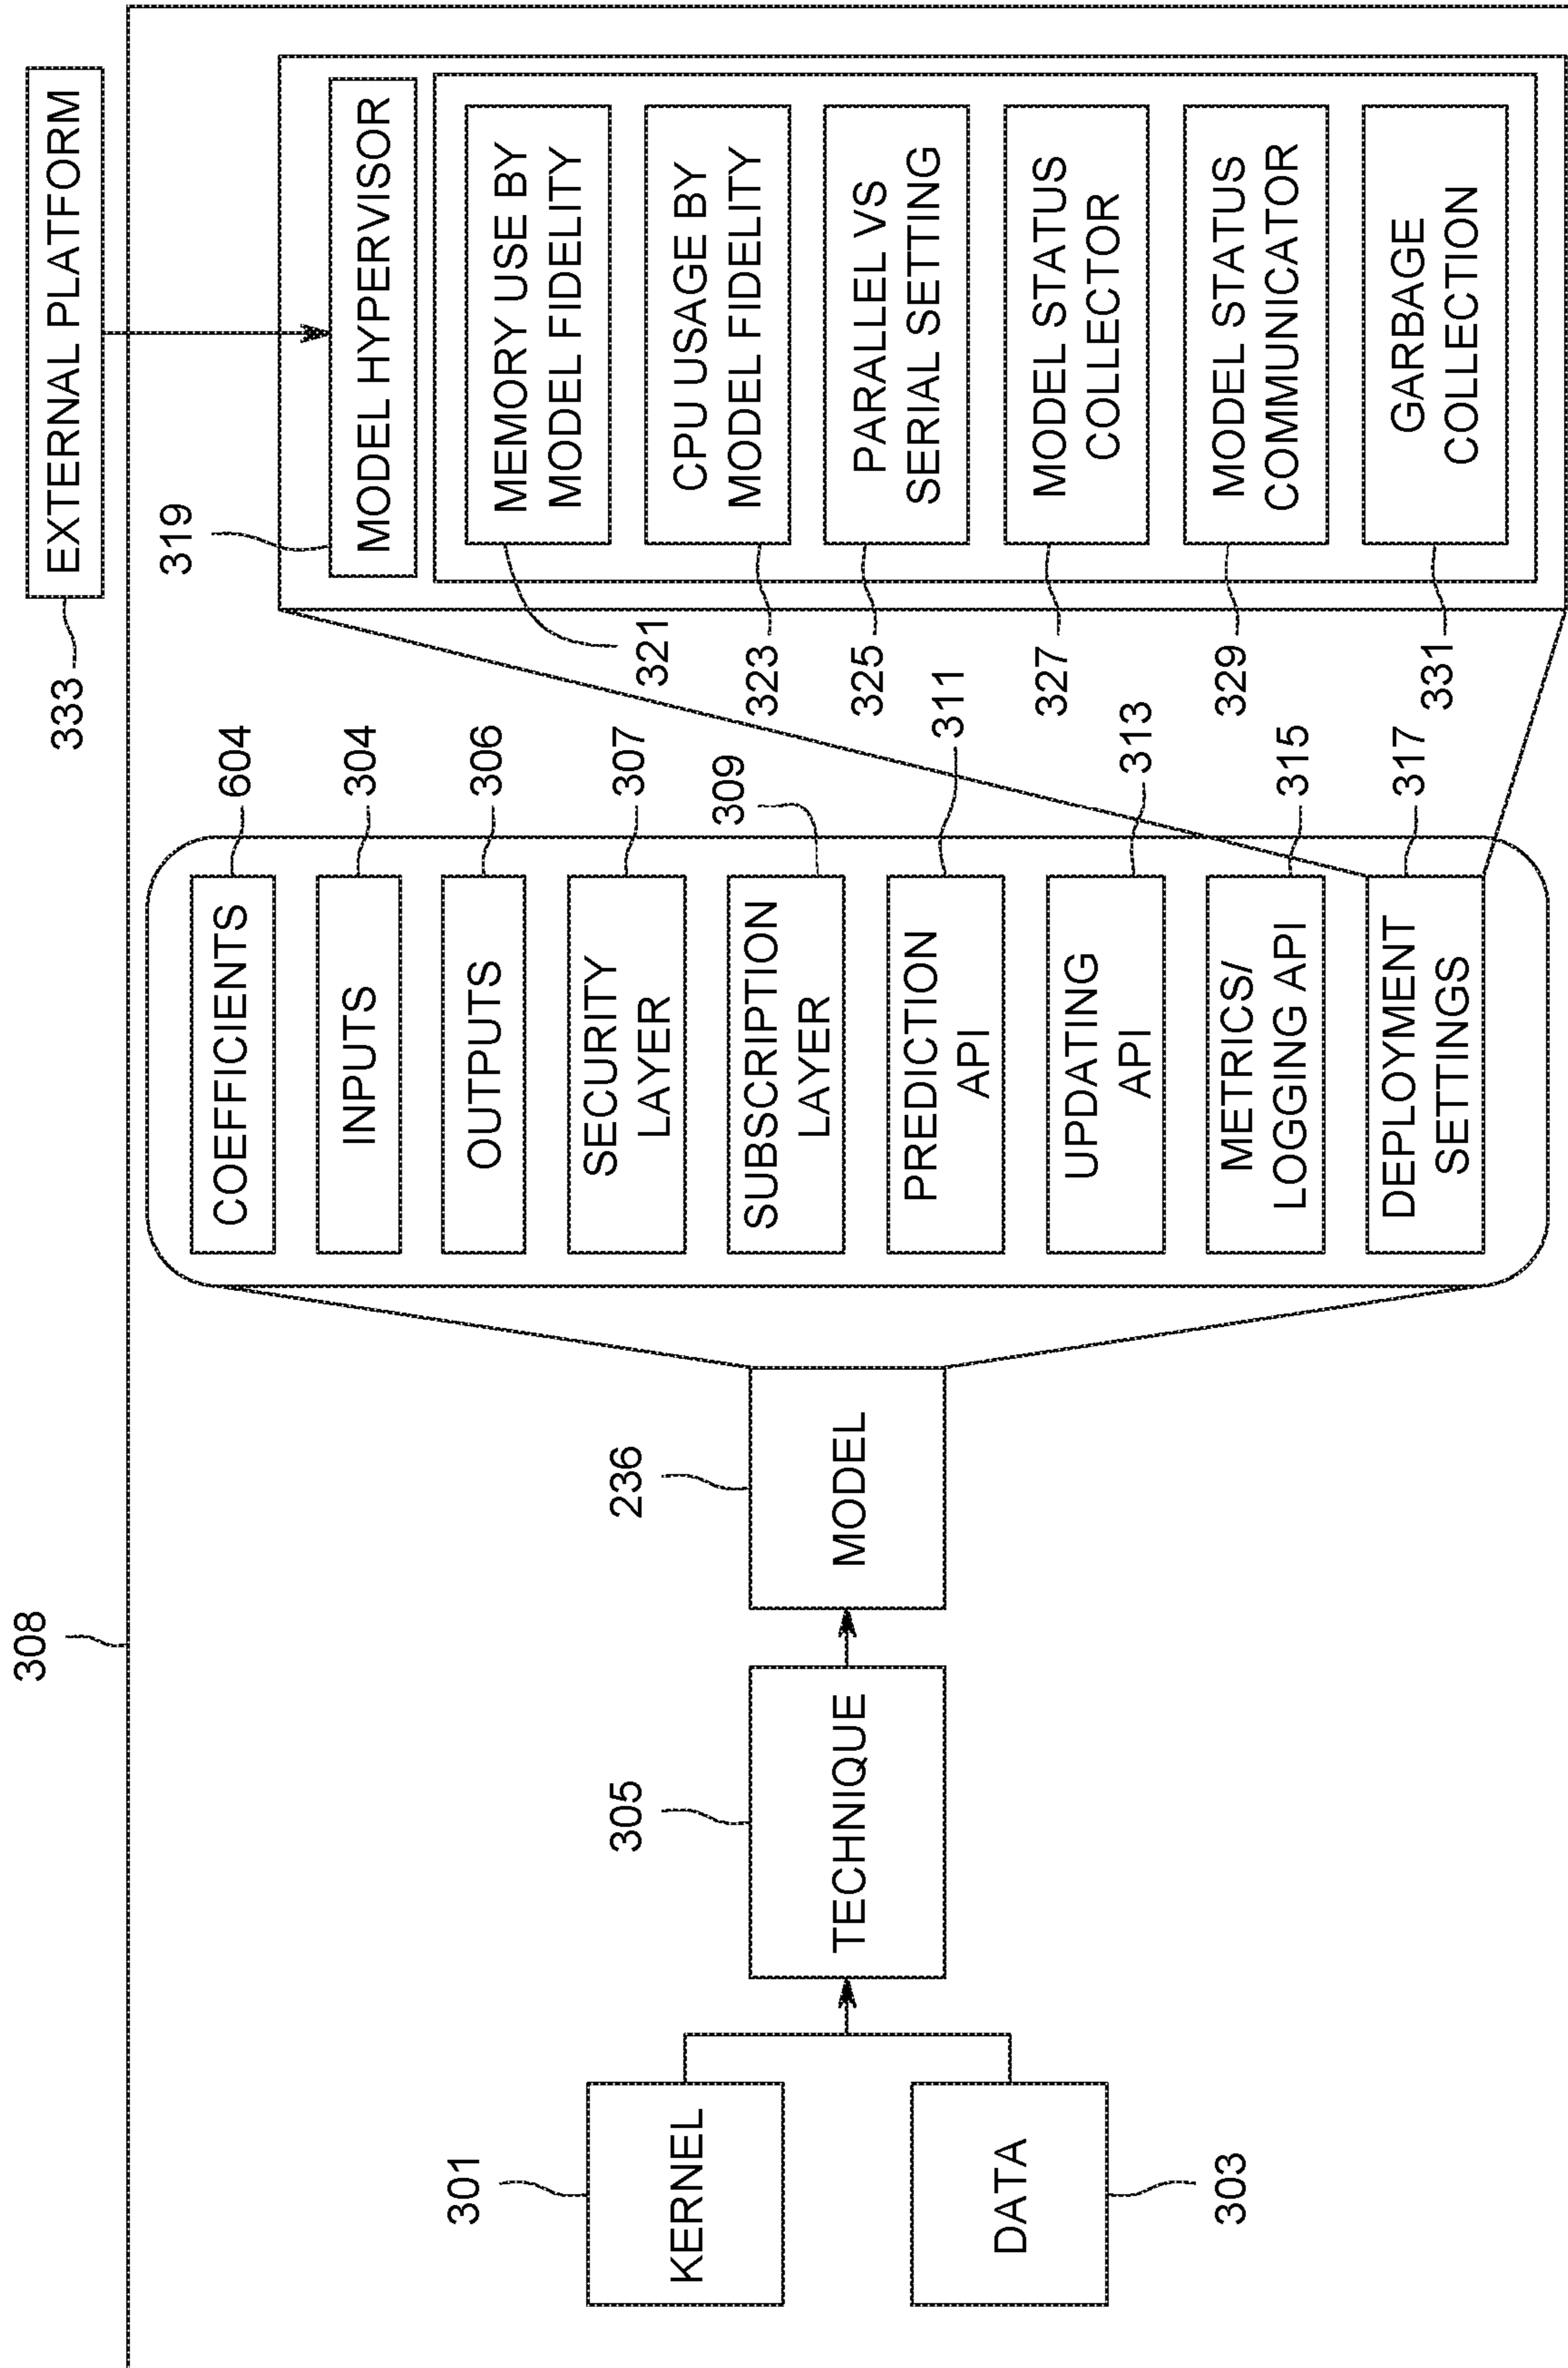 308
333
EXTERNAL PLATFORM
301
KERNEL
DATA
303
305
TECHNIQUE
236
MODEL
COEFFICIENTS
604
INPUTS
304
OUTPUTS
306
SECURITY
LAYER
307
SUBSCRIPTION
LAYER
309
PREDICTION
API
311
UPDATING
API
313
METRICS/
LOGGING API
315
DEPLOYMENT
SETTINGS
317
319
MODEL HYPERVISOR
MEMORY USE BY
MODEL FIDELITY
321
CPU USAGE BY
MODEL FIDELITY
323
PARALLEL VS
SERIAL SETTING
325
MODEL STATUS
COLLECTOR
327
MODEL STATUS
COMMUNICATOR
329
GARBAGE
COLLECTION
331